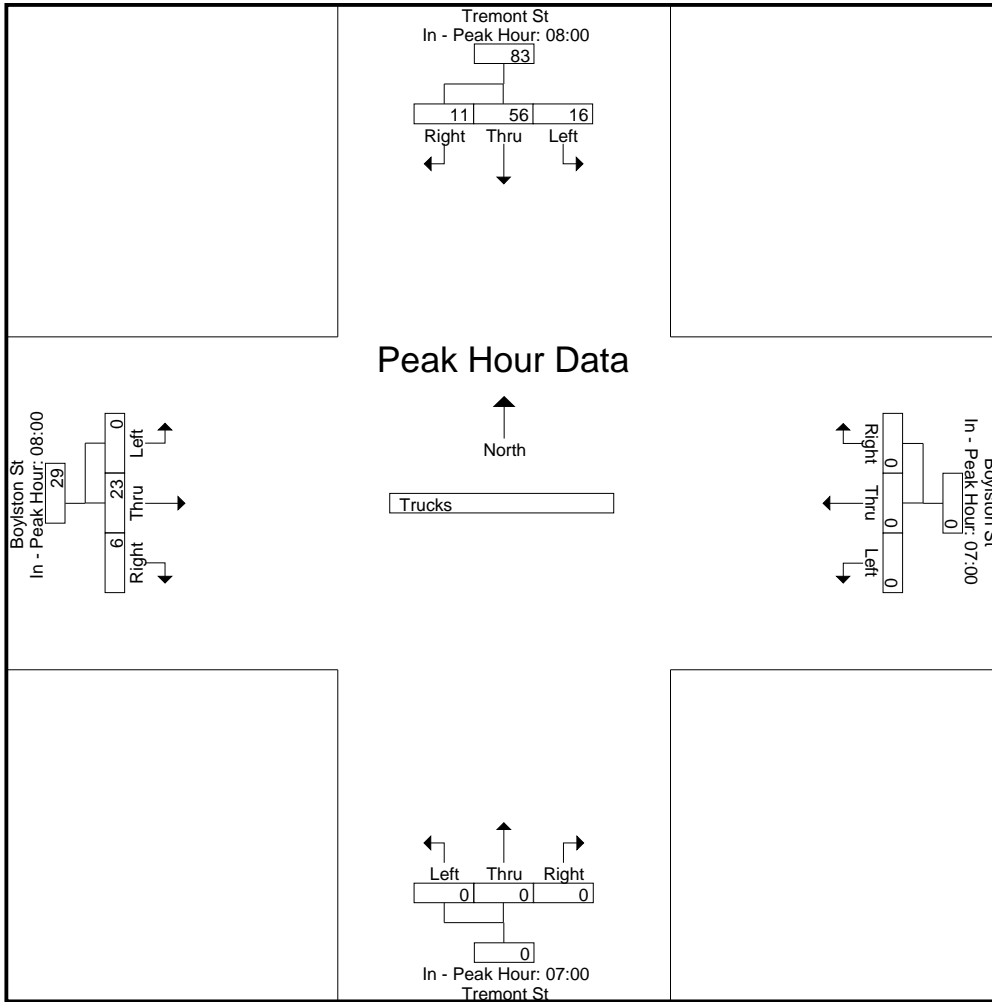 Tremont St
In - Peak Hour: 08:00
83
11 56 16
Right Thru Left
Peak Hour Data
North
Trucks
Boylston St
In - Peak Hour: 08:00
29
0 23 6
Left Thru Right
Boylston St
In - Peak Hour: 07:00
0
0 0 0
Right Thru Left
Left Thru Right
0 0 0
0
In - Peak Hour: 07:00
Tremont St